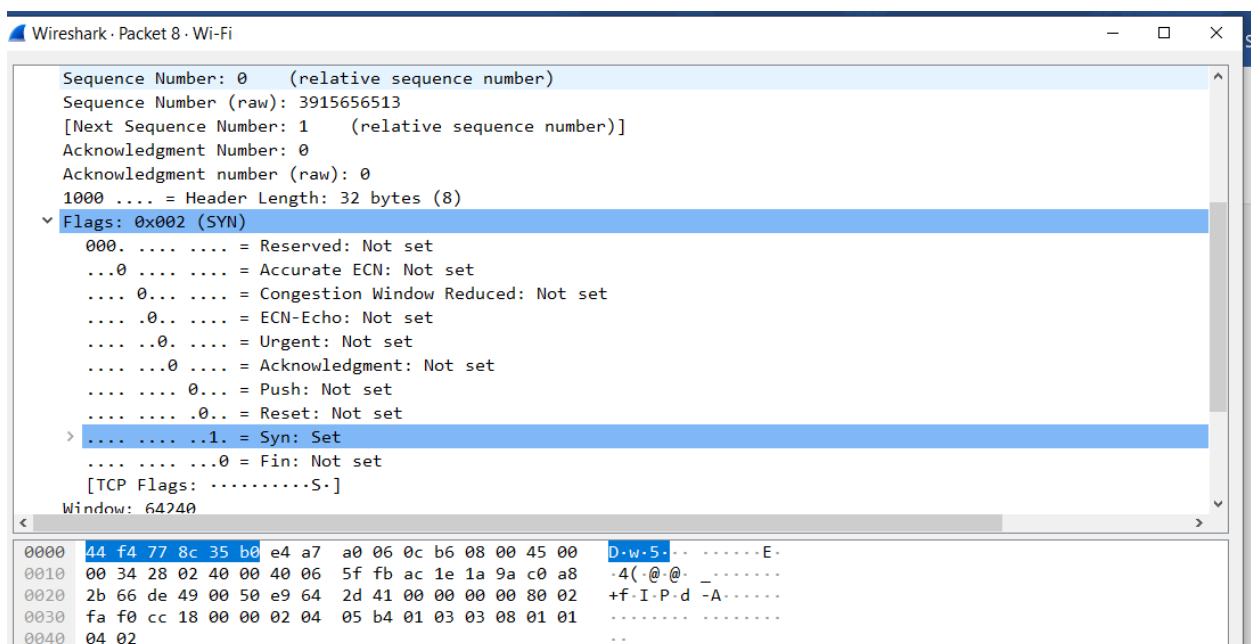 Wireshark · Packet 8 · Wi-Fi
Sequence Number: 0    (relative sequence number)
Sequence Number (raw): 3915656513
[Next Sequence Number: 1    (relative sequence number)]
Acknowledgment Number: 0
Acknowledgment number (raw): 0
1000 .... = Header Length: 32 bytes (8)
Flags: 0x002 (SYN)
000. .... .... = Reserved: Not set
...0 .... .... = Accurate ECN: Not set
.... 0... .... = Congestion Window Reduced: Not set
.... .0.. .... = ECN-Echo: Not set
.... ..0. .... = Urgent: Not set
.... ...0 .... = Acknowledgment: Not set
.... .... 0... = Push: Not set
.... .... .0.. = Reset: Not set
.... .... ..1. = Syn: Set
.... .... ...0 = Fin: Not set
[TCP Flags: ··········S·]
Window: 64240
0000  44 f4 77 8c 35 b0 e4 a7  a0 06 0c b6 08 00 45 00   D·w·5··· ······E·
0010  00 34 28 02 40 00 40 06  5f fb ac 1e 1a 9a c0 a8   ·4(·@·@· _·······
0020  2b 66 de 49 00 50 e9 64  2d 41 00 00 00 00 80 02   +f·I·P·d -A······
0030  fa f0 cc 18 00 00 02 04  05 b4 01 03 03 08 01 01   ········ ········
0040  04 02   ··